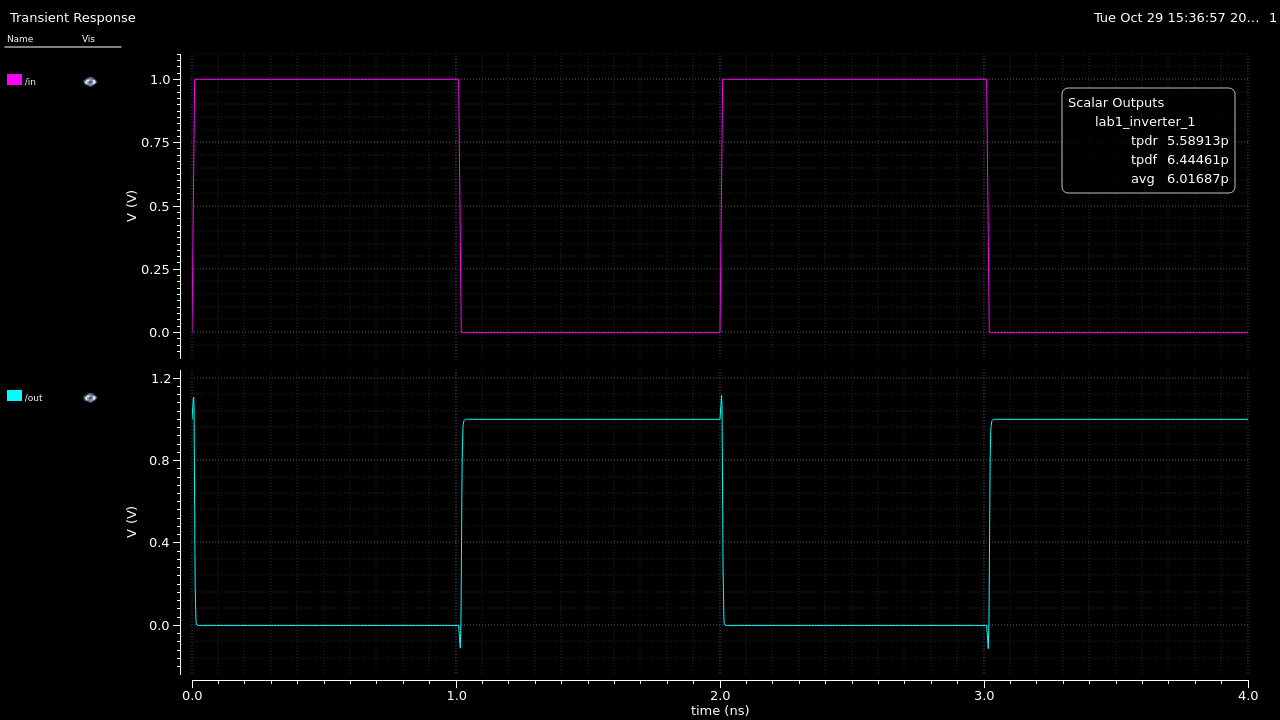 Transient Response
Tue Oct 29 15:36:57 20... 1
Name Vis
/in
1.0
0.75
0.5
0.25
0.0
V (V)
Scalar Outputs
lab1_inverter_1
tpdr 5.58913p
tpdf 6.44461p
avg 6.01687p
/out
1.2
0.8
0.4
0.0
V (V)
0.0 1.0 2.0 3.0 4.0
time (ns)